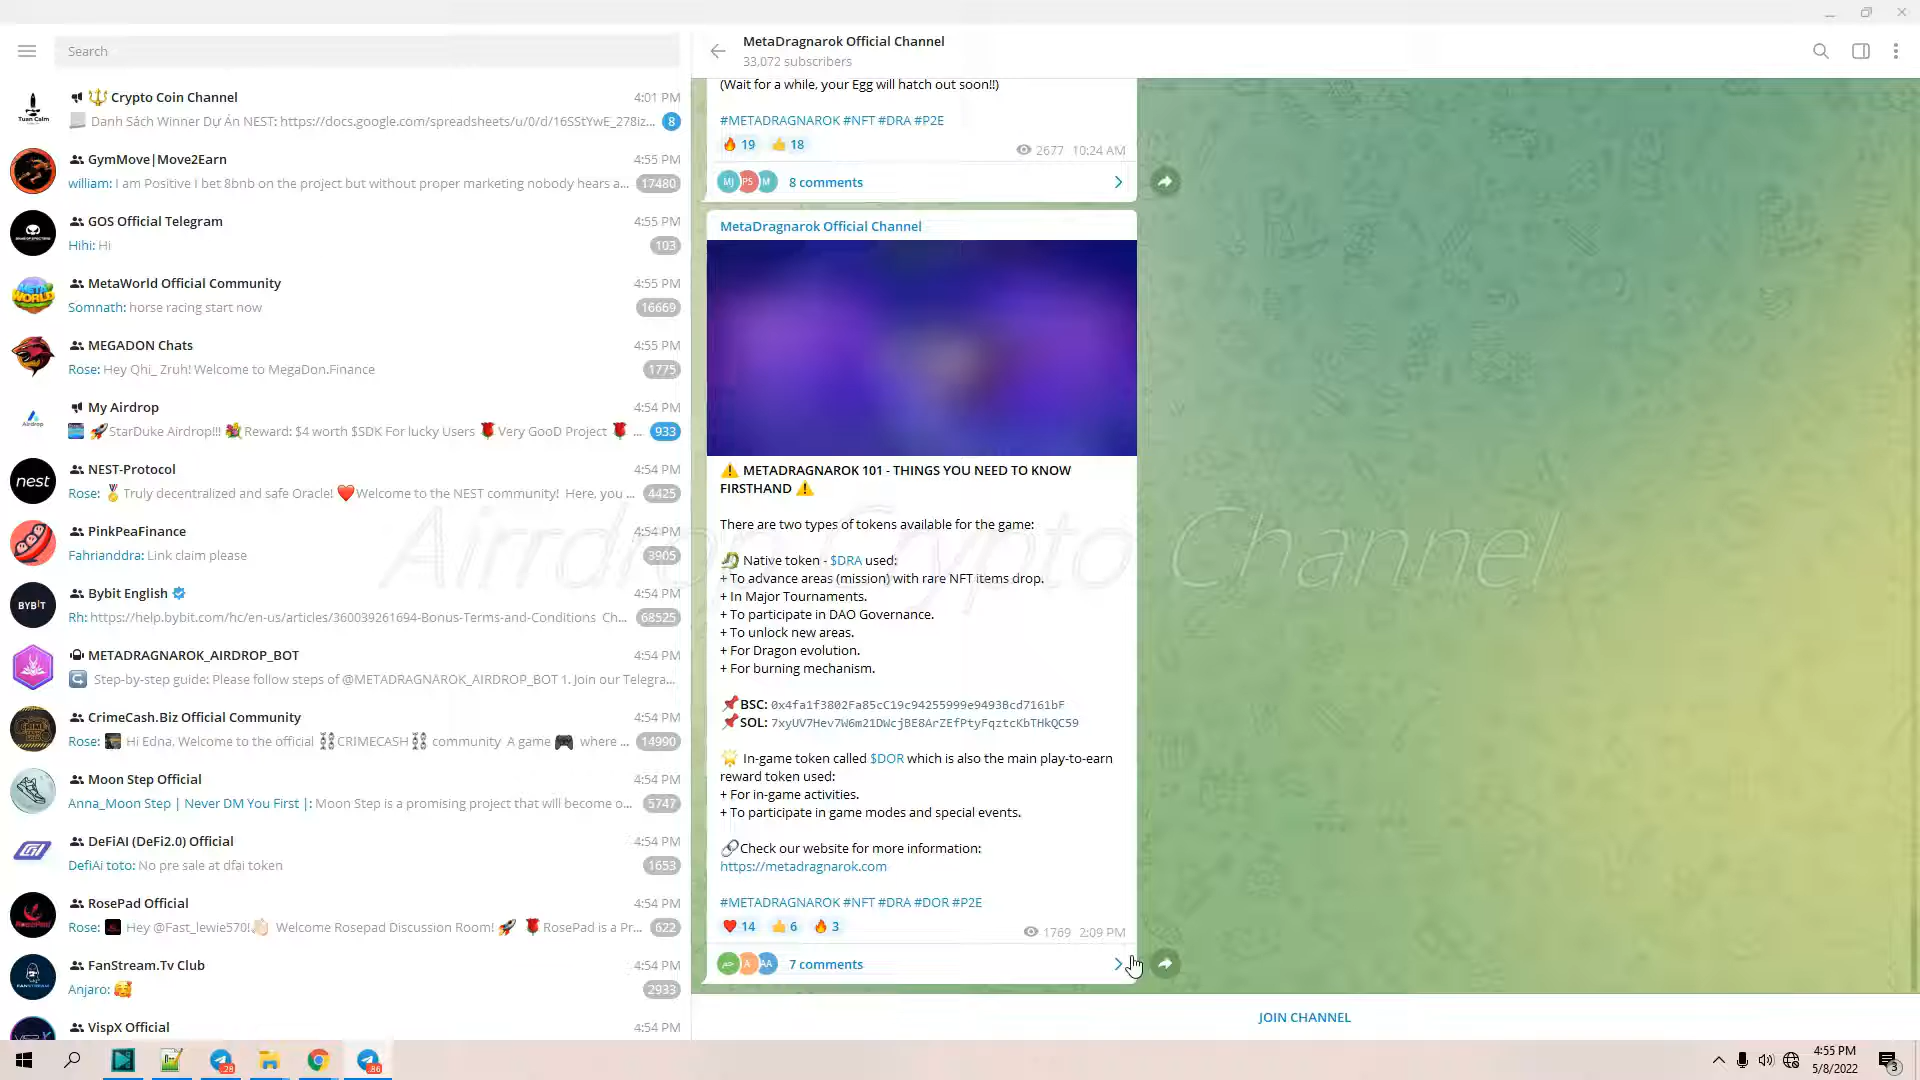 Search
Crypto Coin Channel
4:01 PM
Danh Sách Winner Dự Án NEST: https://docs.google.com/spreadsheets/u/0/d/16SStYwE_278iz...
8
GymMove|Move2Earn
4:55 PM
william: I am Positive I bet 8bnb on the project but without proper marketing nobody hears a...
17480
GOS Official Telegram
4:55 PM
Hihi: Hi
103
MetaWorld Official Community
4:55 PM
Somnath: horse racing start now
16669
MEGADON Chats
4:55 PM
Rose: Hey Qhi_ Zruh! Welcome to MegaDon.Finance
1775
My Airdrop
4:54 PM
🚀StarDuke Airdrop!!! 💐Reward: $4 worth $SDK For lucky Users 🌹Very GooD Project 🌹 ...
933
NEST-Protocol
4:54 PM
Rose: 🏅Truly decentralized and safe Oracle! ❤️Welcome to the NEST community! Here, you ...
4425
PinkPeaFinance
4:54 PM
Fahrianddra: Link claim please
3905
Bybit English
4:54 PM
Rh: https://help.bybit.com/hc/en-us/articles/360039261694-Bonus-Terms-and-Conditions Ch...
68525
METADRAGNAROK_AIRDROP_BOT
4:54 PM
Step-by-step guide: Please follow steps of @METADRAGNAROK_AIRDROP_BOT 1. Join our Telegra...
CrimeCash.Biz Official Community
4:54 PM
Rose: Hi Edna, Welcome to the official ⛓CRIMECASH⛓ community A game 🎮 where ...
14990
Moon Step Official
4:54 PM
Anna_Moon Step | Never DM You First |: Moon Step is a promising project that will become o...
5747
DeFiAI (DeFi2.0) Official
4:54 PM
DefiAi toto: No pre sale at dfai token
1653
RosePad Official
4:54 PM
Rose: Hey @Fast_lewie570!👋🏻 Welcome Rosepad Discussion Room! 🚀 🌹RosePad is a Pr...
622
FanStream.Tv Club
4:54 PM
Anjaro: 🥰
2933
VispX Official
4:54 PM
MetaDragnarok Official Channel
33,072 subscribers
(Wait for a while, your Egg will hatch out soon!!)
#METADRAGNAROK #NFT #DRA #P2E
🔥 19 👍 18
2677 10:24 AM
MJ PS M 8 comments
MetaDragnarok Official Channel
⚠️ METADRAGNAROK 101 - THINGS YOU NEED TO KNOW
FIRSTHAND ⚠️
There are two types of tokens available for the game:
🐉 Native token - $DRA used:
+ To advance areas (mission) with rare NFT items drop.
+ In Major Tournaments.
+ To participate in DAO Governance.
+ To unlock new areas.
+ For Dragon evolution.
+ For burning mechanism.
📌BSC: 0x4fa1f3802Fa85cC19c94255999e9493Bcd7161bF
📌SOL: 7xyUV7Hev7W6m21DWcjBE8ArZEfPtyFqztcKbTHkQC59
🌟 In-game token called $DOR which is also the main play-to-earn
reward token used:
+ For in-game activities.
+ To participate in game modes and special events.
🔗Check our website for more information:
https://metadragnarok.com
#METADRAGNAROK #NFT #DRA #DOR #P2E
❤️ 14 👍 6 🔥 3
1769 2:09 PM
A AA 7 comments
JOIN CHANNEL
Airrdrop Crypto Channel
4:55 PM
5/8/2022
3
nest
BYBIT
Airdrop
Tuan Calm
META WORLD
28
86